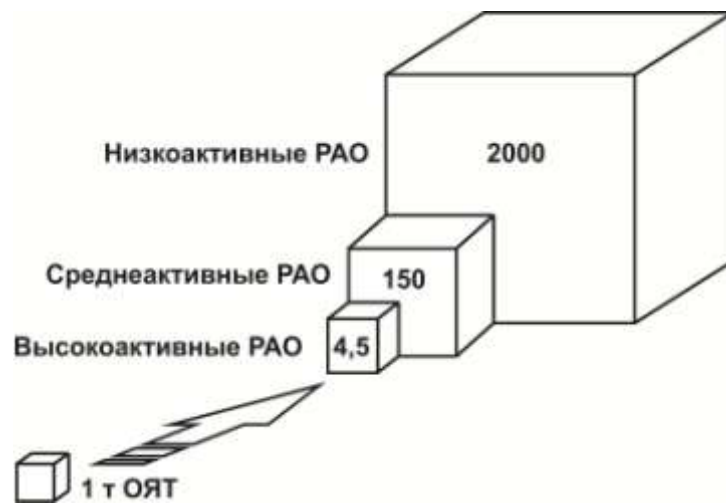 Низкоактивные РАО 2000
Среднеактивные РАО 150
Высокоактивные РАО 4,5
1 т ОЯТ